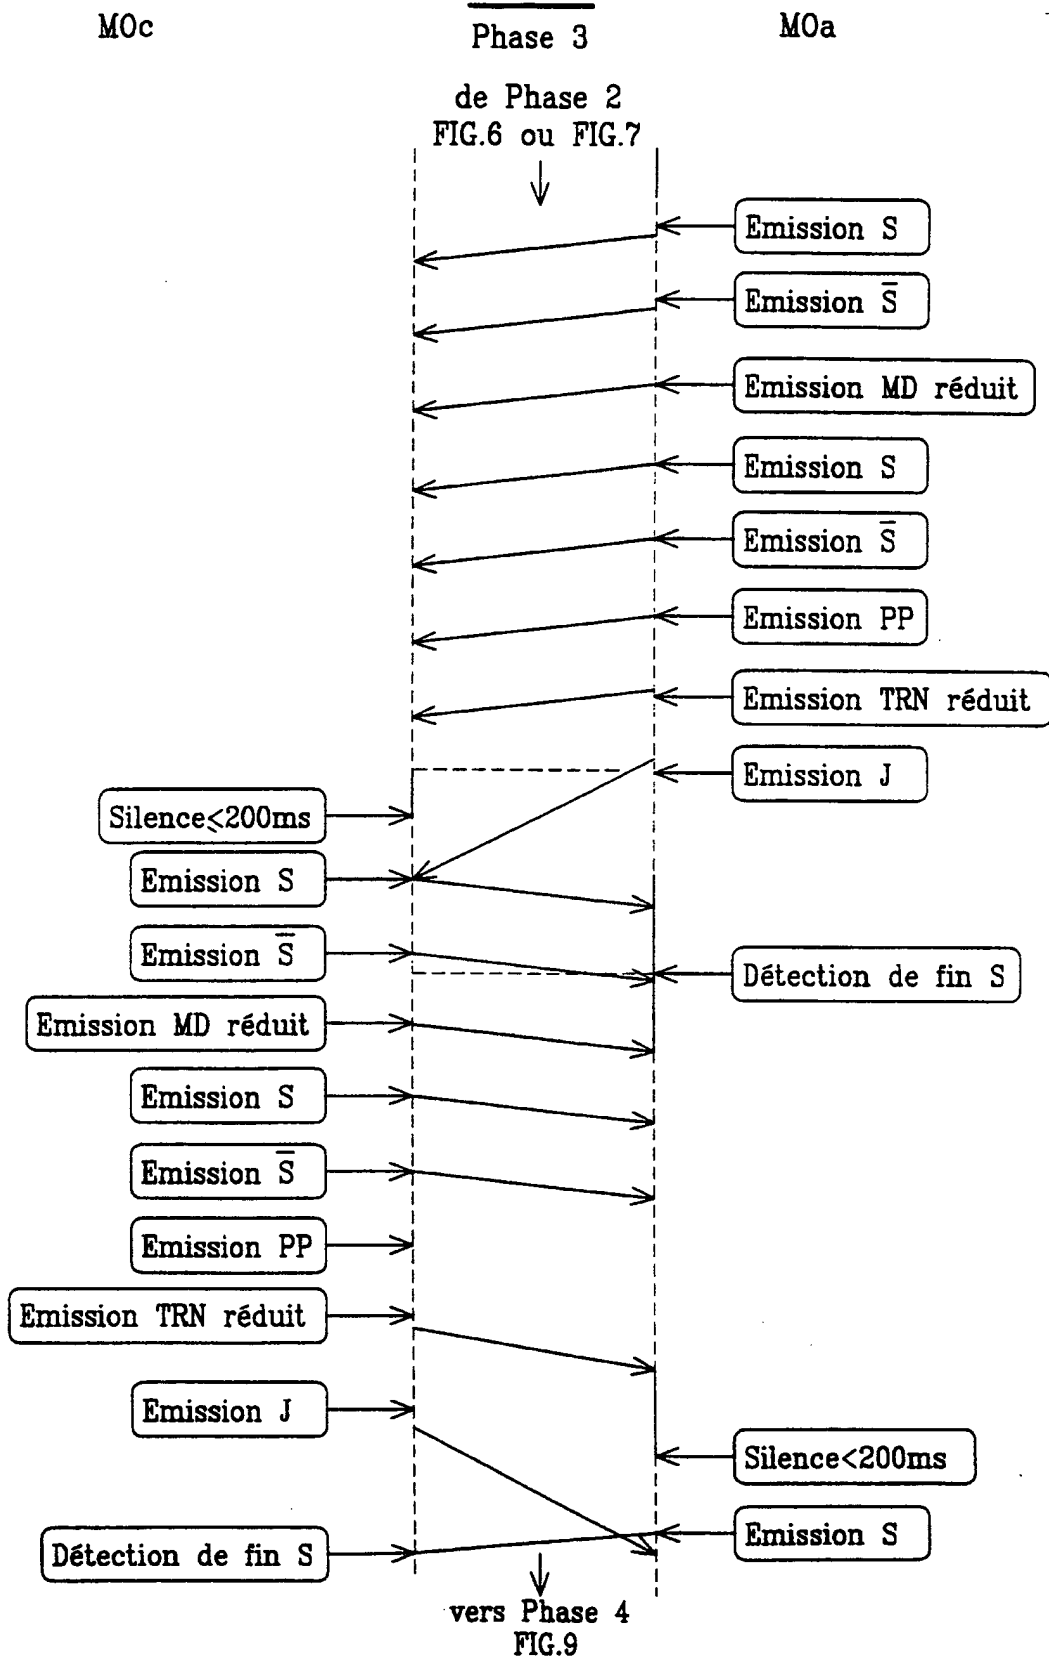 MOc
Phase 3
MOa
de Phase 2
FIG.6 ou FIG.7
Emission S
Emission S̅
Emission MD réduit
Emission S
Emission S̅
Emission PP
Emission TRN réduit
Emission J
Silence≤200ms
Emission S
Emission S̅
Détection de fin S
Emission MD réduit
Emission S
Emission S̅
Emission PP
Emission TRN réduit
Emission J
Silence<200ms
Emission S
Détection de fin S
vers Phase 4
FIG.9